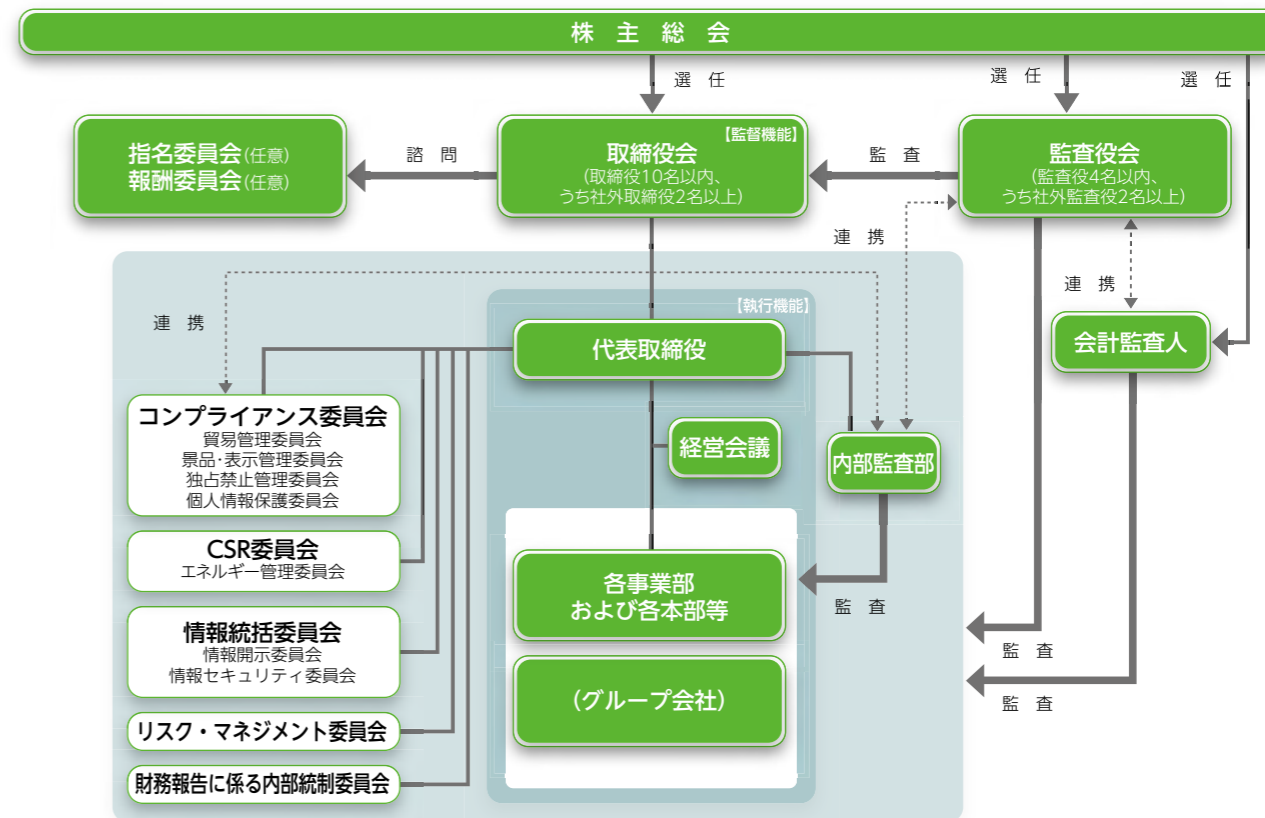 株主総会
選任
選任
選任
指名委員会(任意)
報酬委員会(任意)
諮問
【監督機能】
取締役会
(取締役10名以内、
うち社外取締役2名以上)
監査
監査役会
(監査役4名以内、
うち社外監査役2名以上)
連携
連携
連携
【執行機能】
代表取締役
会計監査人
コンプライアンス委員会
貿易管理委員会
景品・表示管理委員会
独占禁止管理委員会
個人情報保護委員会
経営会議
内部監査部
CSR委員会
エネルギー管理委員会
各事業部
および各本部等
監査
情報統括委員会
情報開示委員会
情報セキュリティ委員会
監査
(グループ会社)
監査
リスク・マネジメント委員会
財務報告に係る内部統制委員会